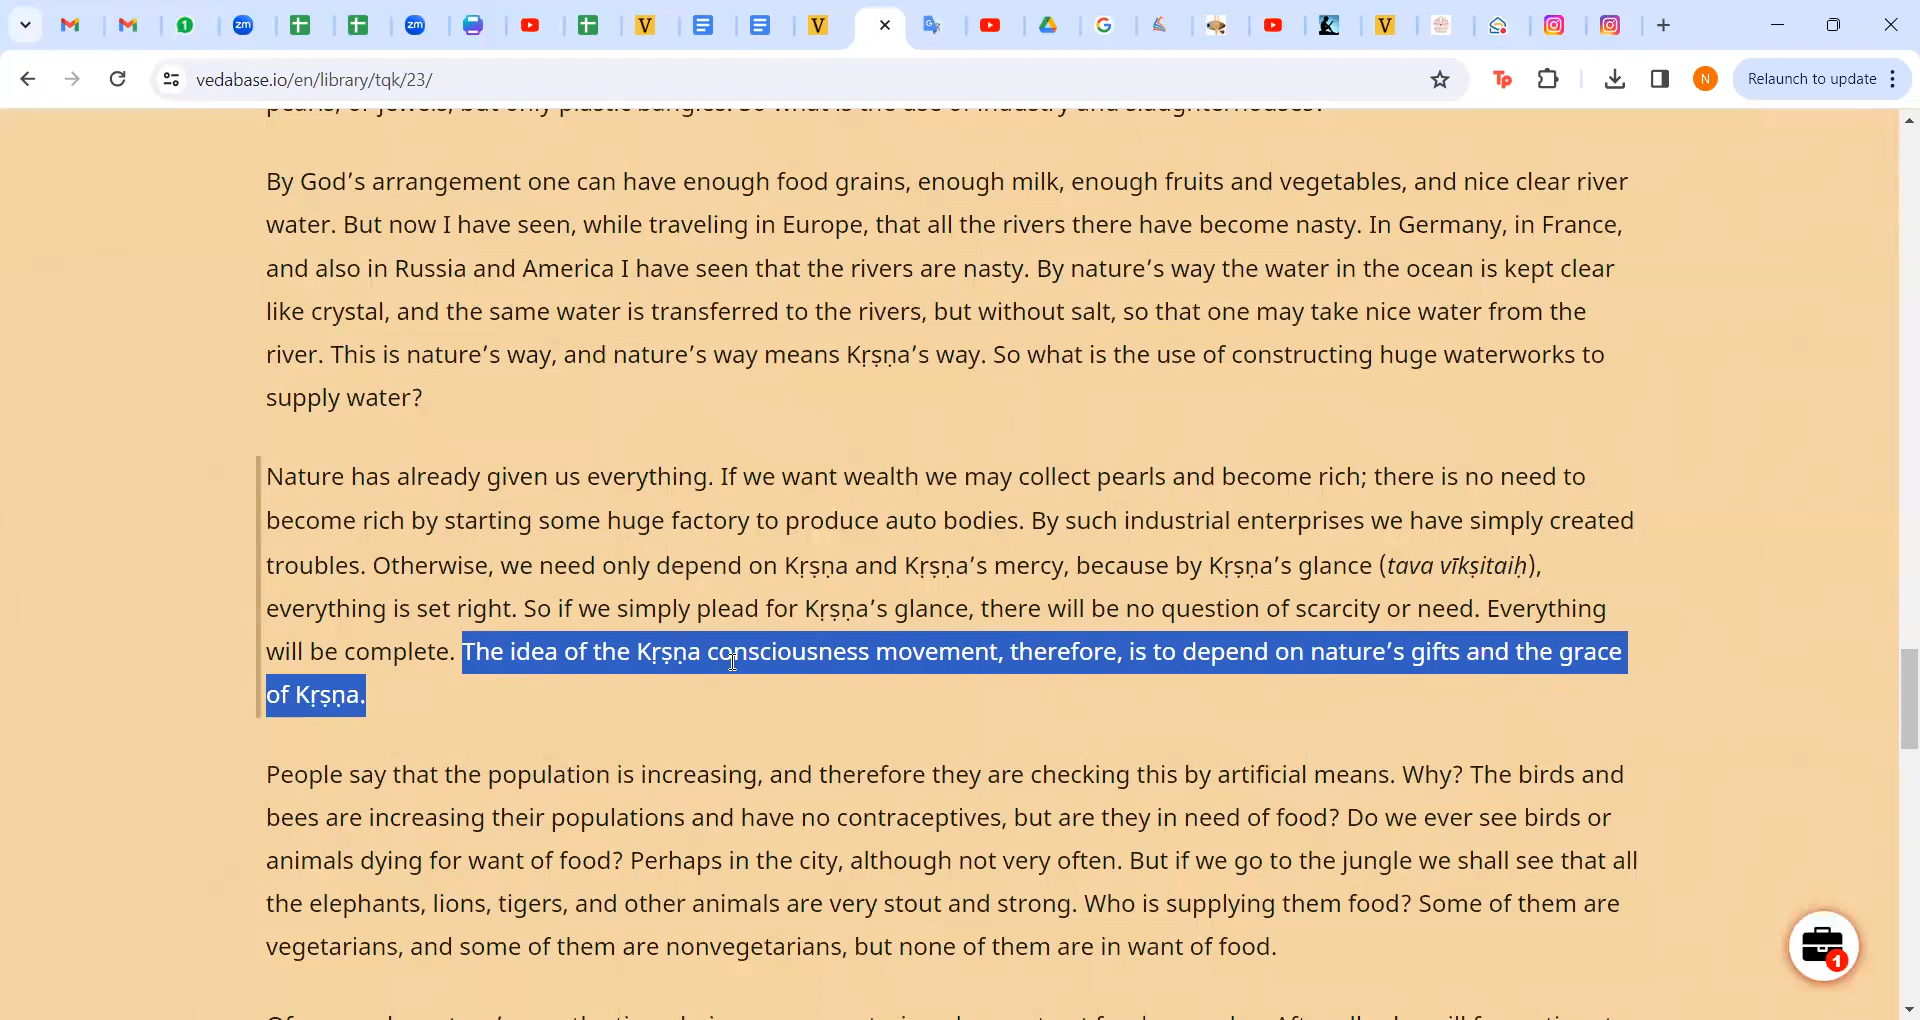 vedabase.io/en/library/tqk/23/
Relaunch to update
By God’s arrangement one can have enough food grains, enough milk, enough fruits and vegetables, and nice clear river
water. But now I have seen, while traveling in Europe, that all the rivers there have become nasty. In Germany, in France,
and also in Russia and America I have seen that the rivers are nasty. By nature’s way the water in the ocean is kept clear
like crystal, and the same water is transferred to the rivers, but without salt, so that one may take nice water from the
river. This is nature’s way, and nature’s way means Kṛṣṇa’s way. So what is the use of constructing huge waterworks to
supply water?
Nature has already given us everything. If we want wealth we may collect pearls and become rich; there is no need to
become rich by starting some huge factory to produce auto bodies. By such industrial enterprises we have simply created
troubles. Otherwise, we need only depend on Kṛṣṇa and Kṛṣṇa’s mercy, because by Kṛṣṇa’s glance (tava vīkṣitaiḥ),
everything is set right. So if we simply plead for Kṛṣṇa’s glance, there will be no question of scarcity or need. Everything
will be complete. The idea of the Kṛṣṇa consciousness movement, therefore, is to depend on nature’s gifts and the grace
of Kṛṣṇa.
People say that the population is increasing, and therefore they are checking this by artificial means. Why? The birds and
bees are increasing their populations and have no contraceptives, but are they in need of food? Do we ever see birds or
animals dying for want of food? Perhaps in the city, although not very often. But if we go to the jungle we shall see that all
the elephants, lions, tigers, and other animals are very stout and strong. Who is supplying them food? Some of them are
vegetarians, and some of them are nonvegetarians, but none of them are in want of food.
1